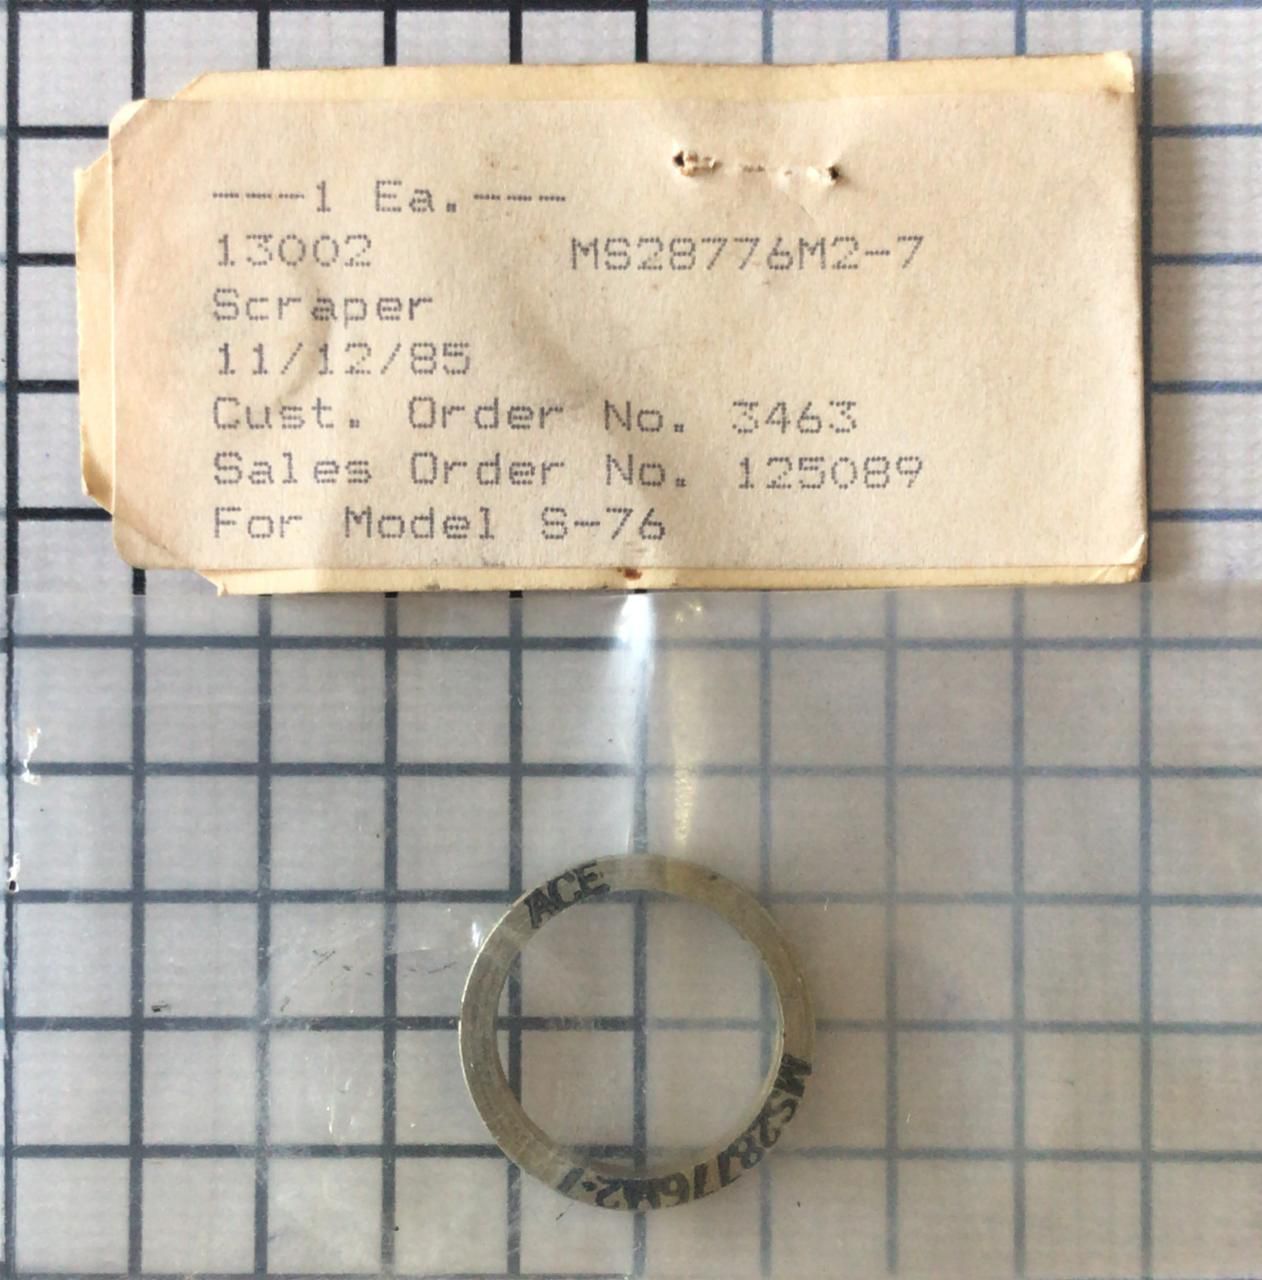 ---1 Ea.---
13002 MS28776M2-7
Scraper
11/12/85
Cust. Order No. 3463
Sales Order No. 125089
For Model S-76
ACE
MS28776M2-7